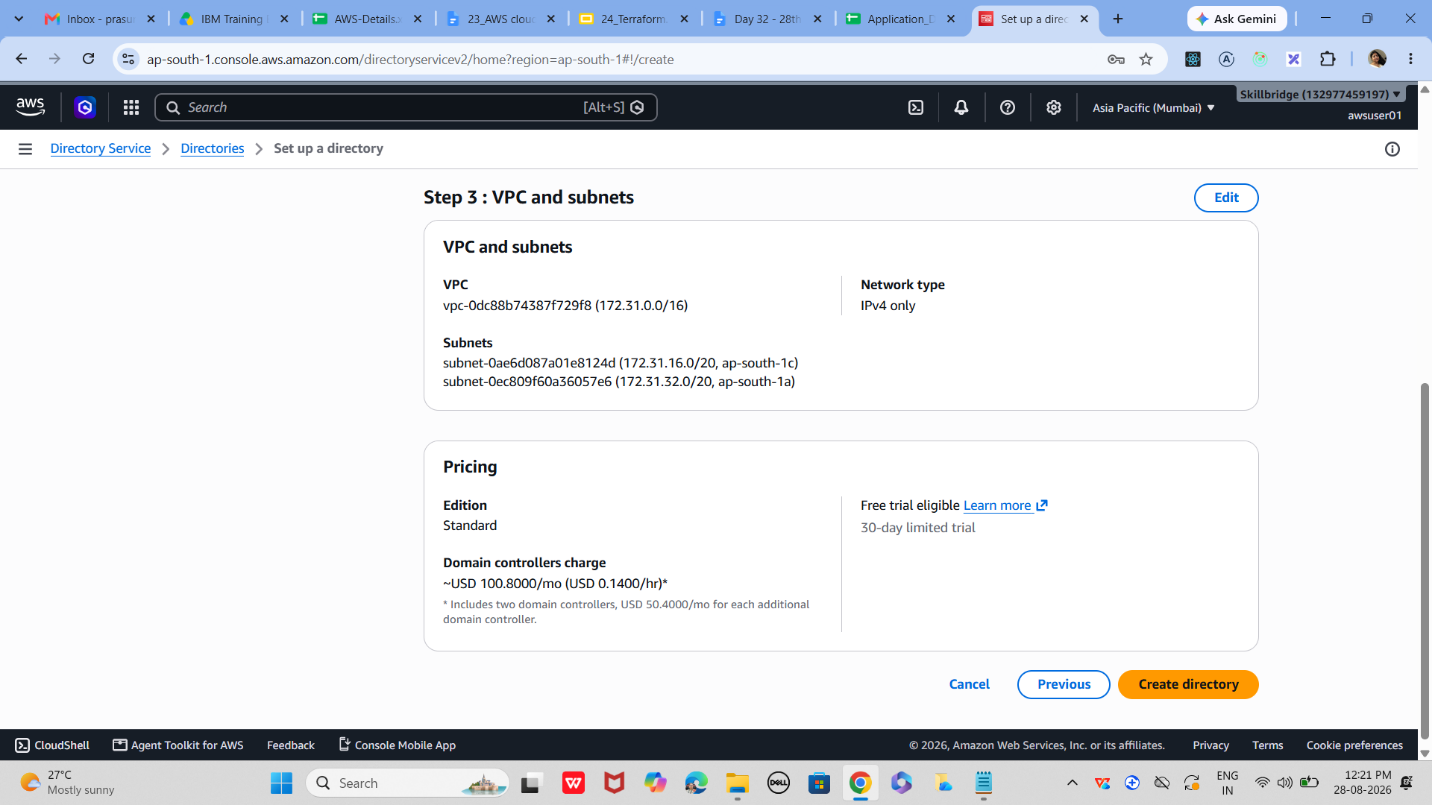 Inbox - prasu
IBM Training
AWS-Details.x
23_AWS clou
24_Terraform.
Day 32 - 28th
Application_D
Set up a direc
Ask Gemini
ap-south-1.console.aws.amazon.com/directoryservicev2/home?region=ap-south-1#!/create
aws
Search
[Alt+S]
Asia Pacific (Mumbai) ▼
Skillbridge (132977459197) ▼
awsuser01
Directory Service
Directories
Set up a directory
Step 3 : VPC and subnets
Edit
VPC and subnets
VPC
vpc-0dc88b74387f729f8 (172.31.0.0/16)
Network type
IPv4 only
Subnets
subnet-0ae6d087a01e8124d (172.31.16.0/20, ap-south-1c)
subnet-0ec809f60a36057e6 (172.31.32.0/20, ap-south-1a)
Pricing
Edition
Standard
Free trial eligible Learn more
30-day limited trial
Domain controllers charge
~USD 100.8000/mo (USD 0.1400/hr)*
* Includes two domain controllers, USD 50.4000/mo for each additional
domain controller.
Cancel
Previous
Create directory
CloudShell
Agent Toolkit for AWS
Feedback
Console Mobile App
© 2026, Amazon Web Services, Inc. or its affiliates.
Privacy
Terms
Cookie preferences
27°C
Mostly sunny
Search
DELL
ENG
IN
12:21 PM
28-08-2026